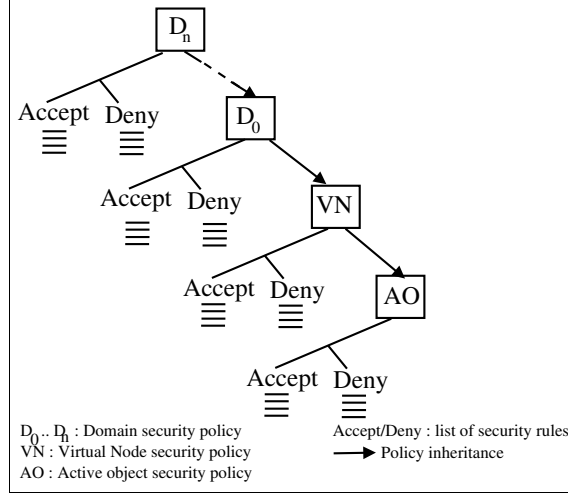 Dn
Accept Deny
D0
Accept Deny
VN
Accept Deny
AO
Accept Deny
D0 .. Dn : Domain security policy
VN : Virtual Node security policy
AO : Active object security policy
Accept/Deny : list of security rules
Policy inheritance